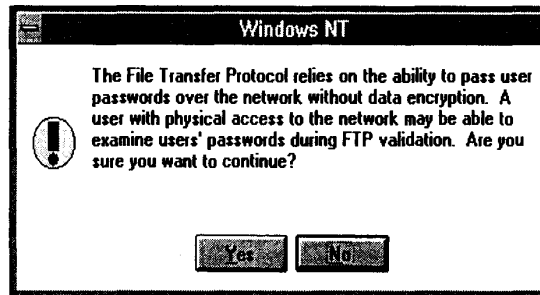 Windows NT
The File Transfer Protocol relies on the ability to pass user
passwords over the network without data encryption. A
user with physical access to the network may be able to
examine users' passwords during FTP validation. Are you
sure you want to continue?
Yes
No